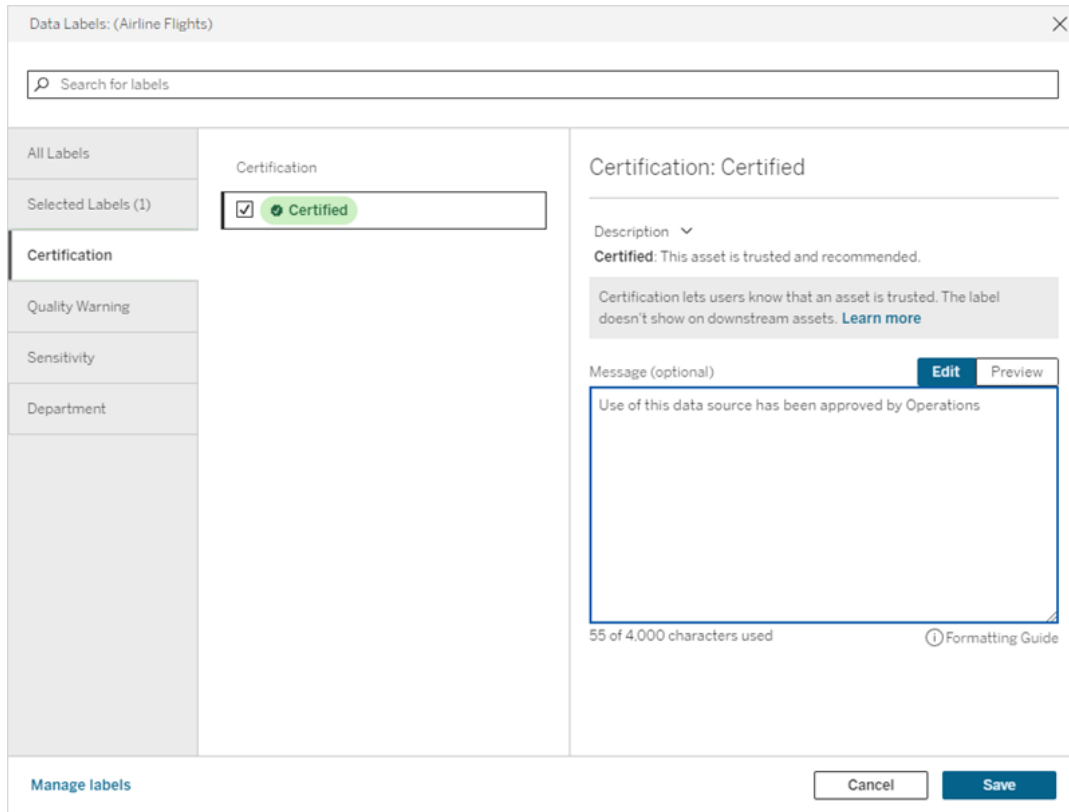 Data Labels: (Airline Flights)
Search for labels
All Labels
Selected Labels (1)
Certification
Quality Warning
Sensitivity
Department
Certification
Certified
Certification: Certified
Description
Certified: This asset is trusted and recommended.
Certification lets users know that an asset is trusted. The label
doesn't show on downstream assets. Learn more
Message (optional)
Edit
Preview
Use of this data source has been approved by Operations
55 of 4,000 characters used
Formatting Guide
Manage labels
Cancel
Save